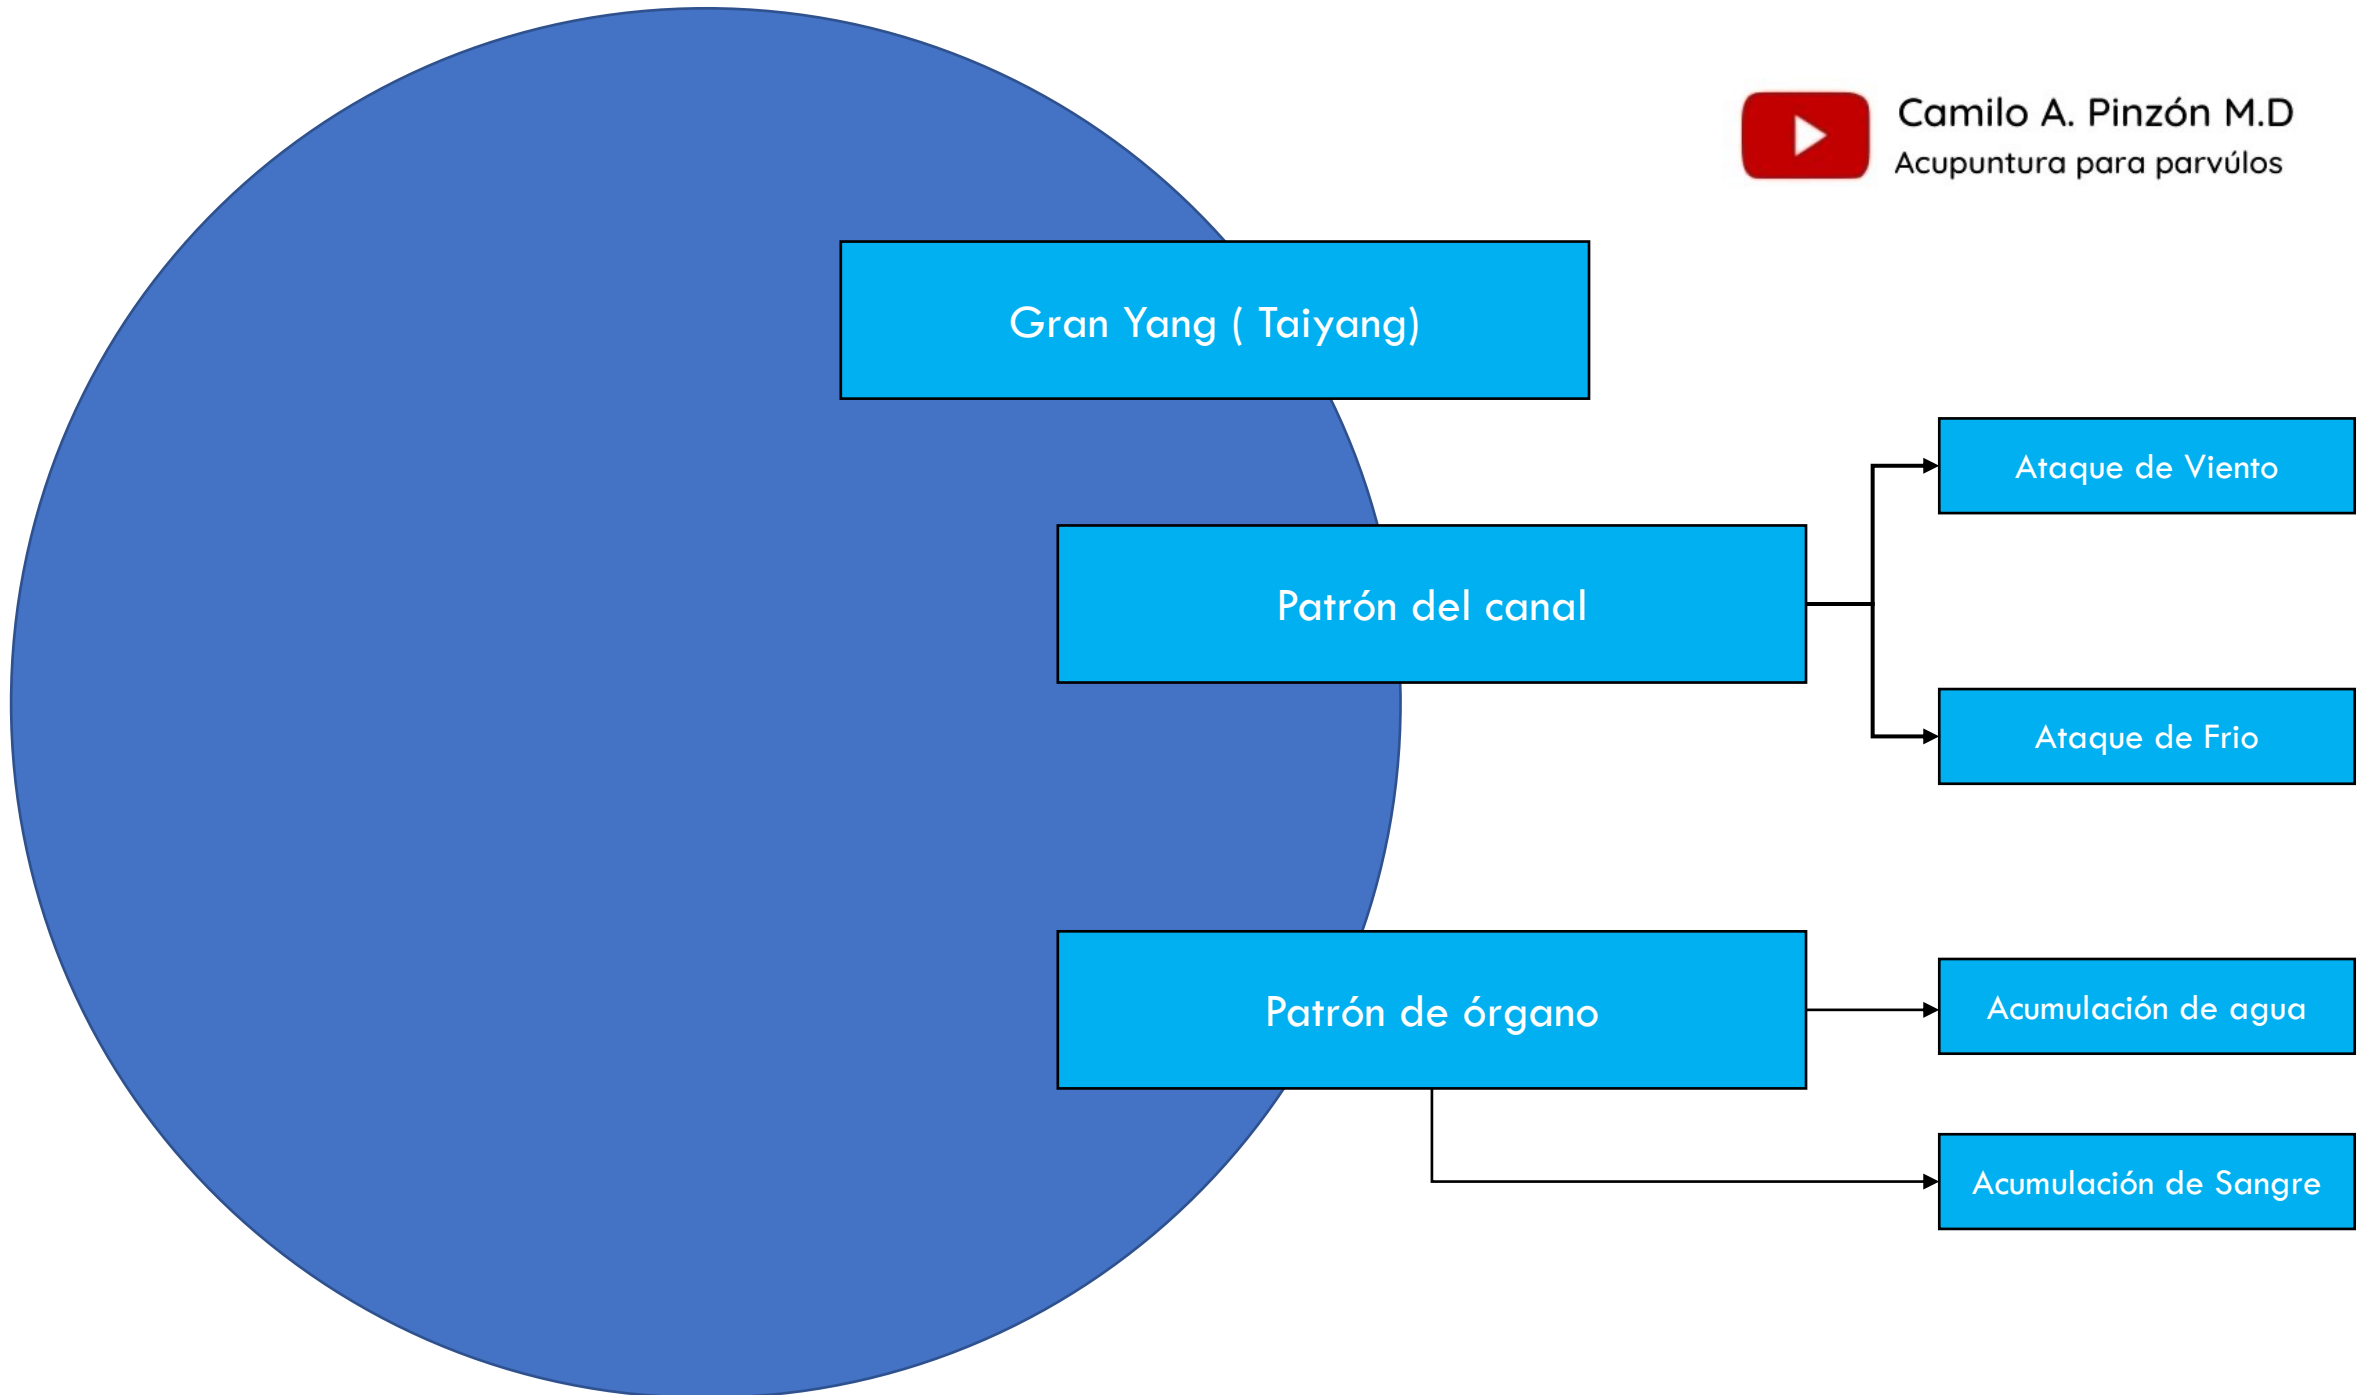 Camilo A. Pinzón M.D
Acupuntura para parvúlos
Gran Yang ( Taiyang)
Patrón del canal
Ataque de Viento
Ataque de Frio
Patrón de órgano
Acumulación de agua
Acumulación de Sangre